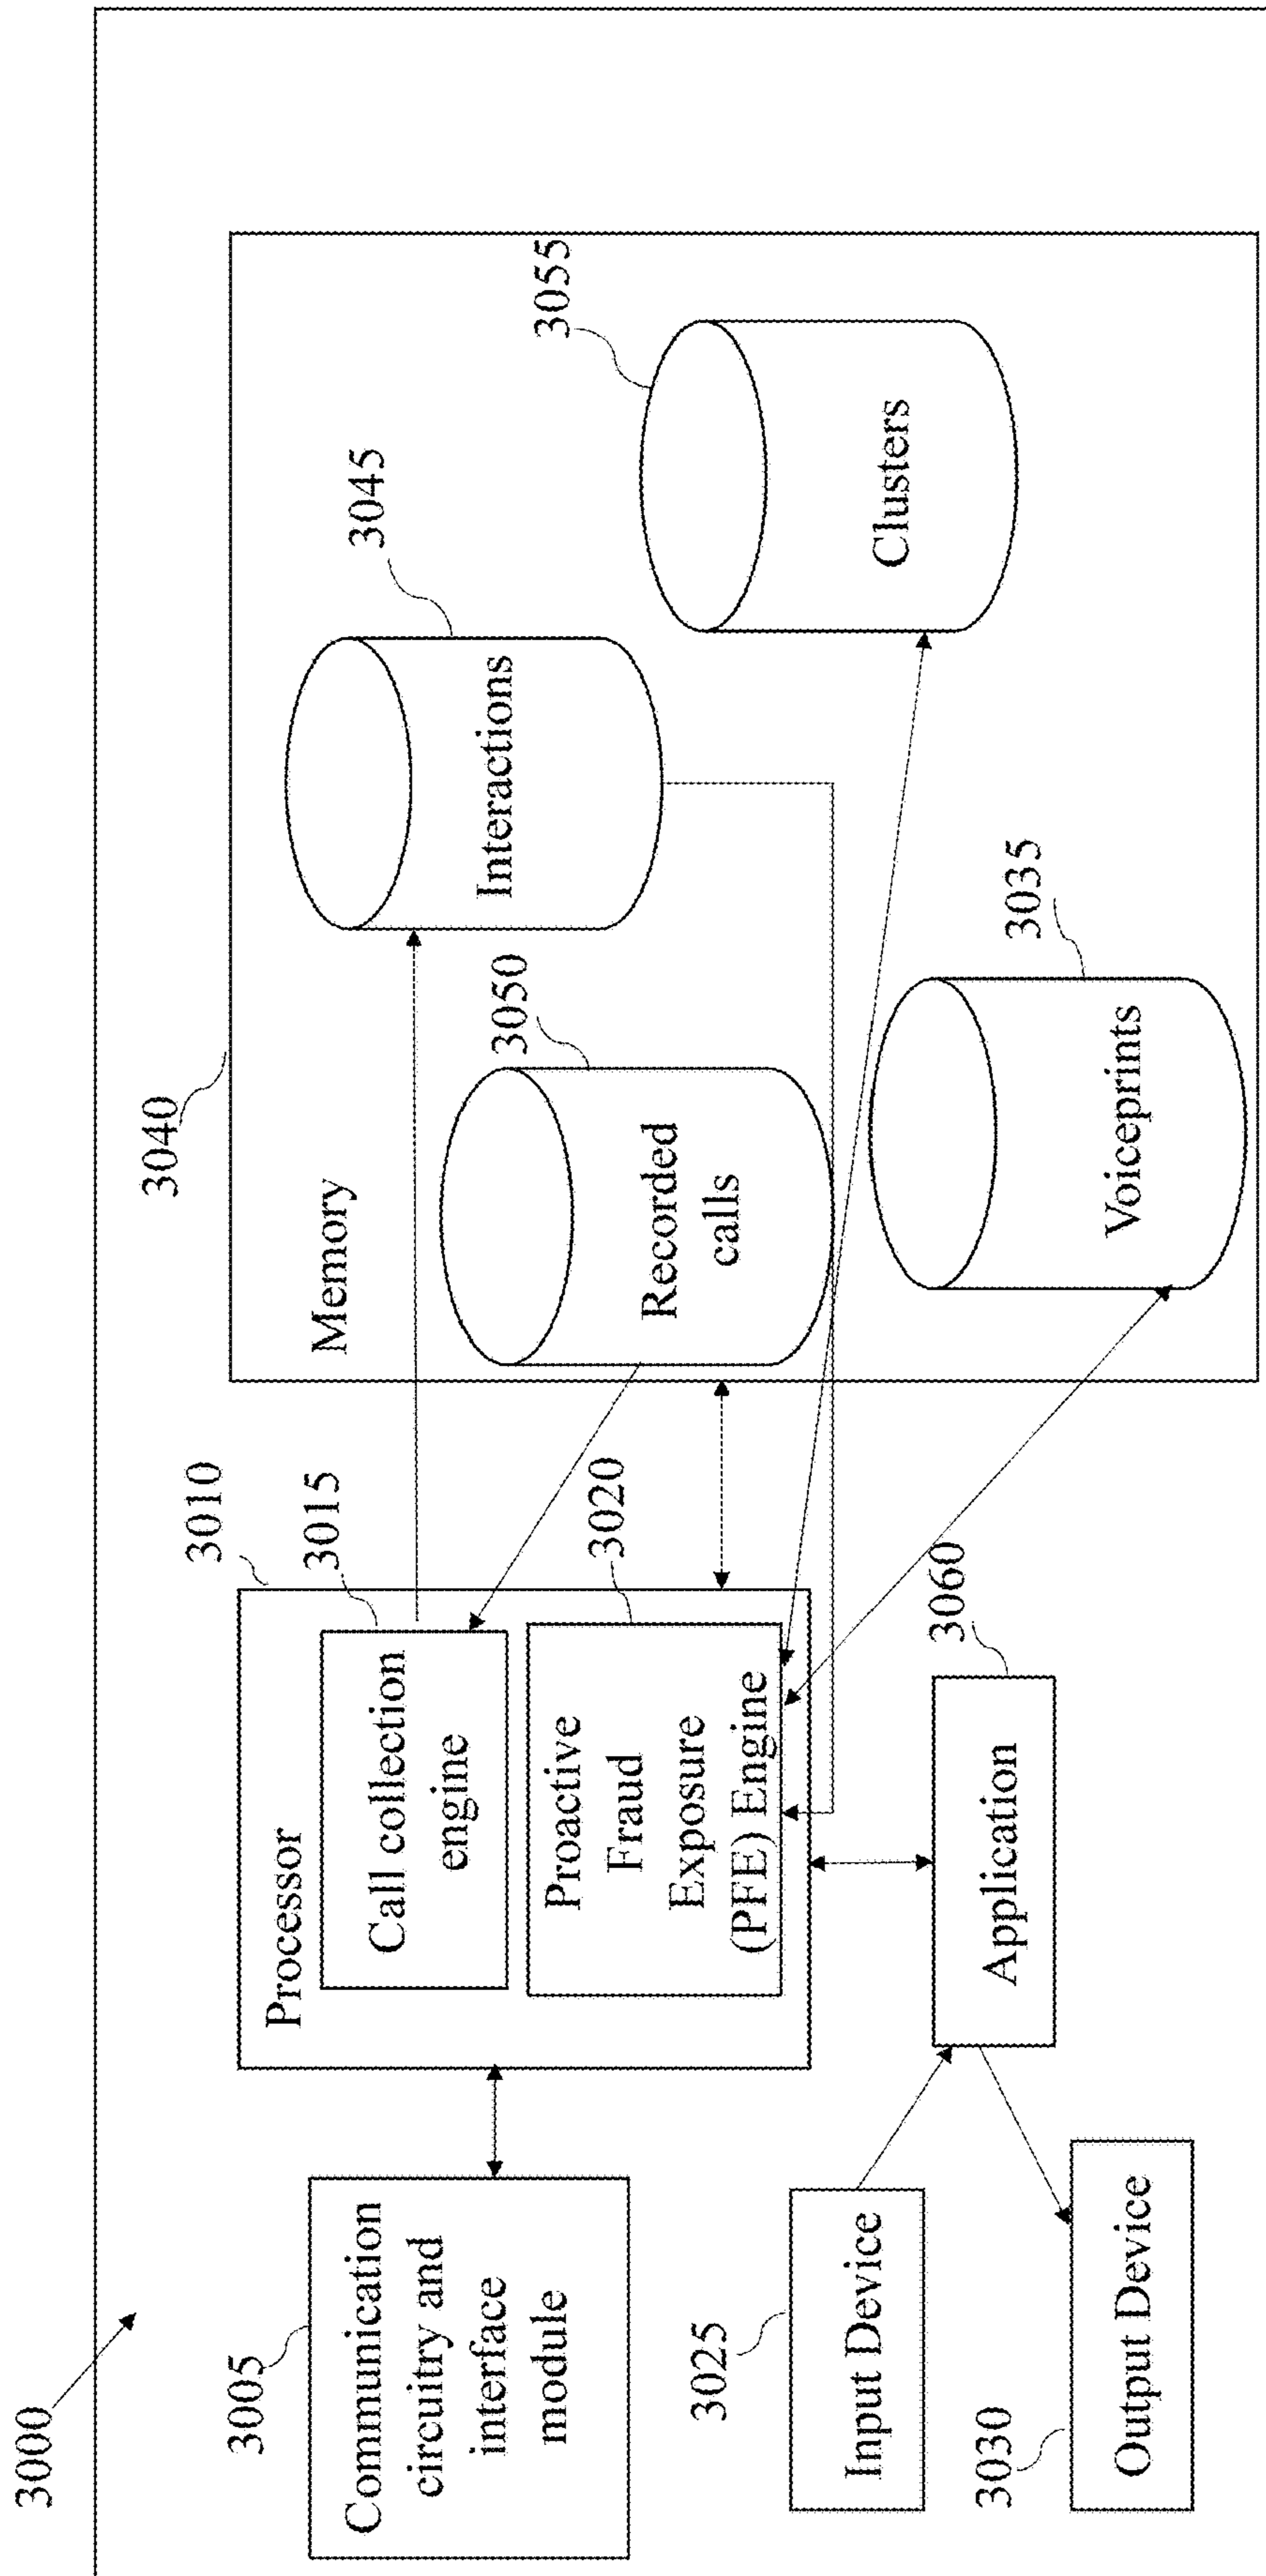 3000
3005
Communication
circuitry and
interface
module
3010
Processor
3015
Call collection
engine
3020
Proactive
Fraud
Exposure
(PFE) Engine
3025
Input Device
3030
Output Device
3060
Application
3040
Memory
3050
Recorded
calls
3045
Interactions
3035
Voiceprints
3055
Clusters